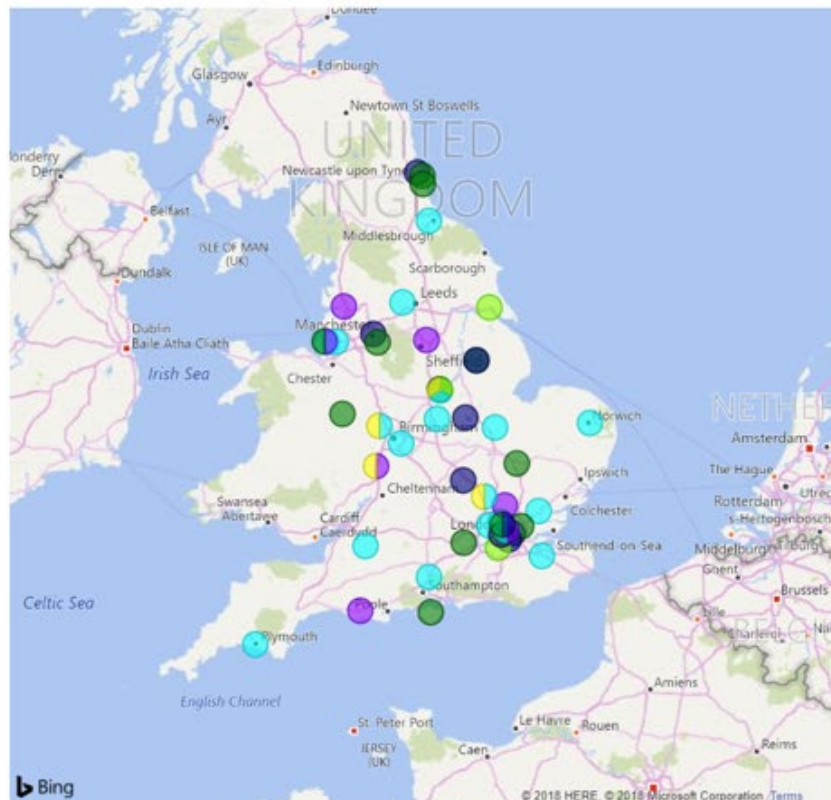 Dundee
Glasgow
Edinburgh
Newtown St Boswells
Ayr
UNITED
KINGDOM
Newcastle upon Tyne
Belfast
ISLE OF MAN
(UK)
Middlesbrough
Scarborough
Dundalk
Leeds
Manchester
Dublin
Baile Átha Cliath
Irish Sea
Chester
Norwich
Birmingham
Amsterdam
The Hague
Rotterdam
Ipswich
Cheltenham
Colchester
Swansea
Abertawe
Cardiff
Caerdydd
's-Hertogenbosch
Southend-on-Sea
Middelburg
Ghent
Brussels
Celtic Sea
Southampton
Poole
Lille
Plymouth
English Channel
Amiens
St. Peter Port
JERSEY
(UK)
Le Havre
Rouen
Caen
Reims
Bing
© 2018 HERE © 2018 Microsoft Corporation Terms